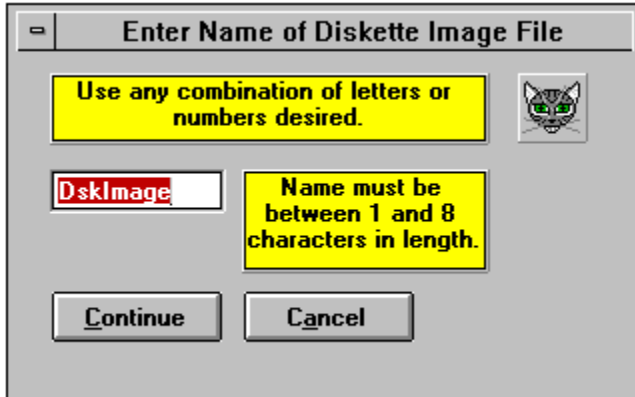 Enter Name of Diskette Image File
Use any combination of letters or
numbers desired.
DskImage
Name must be
between 1 and 8
characters in length.
Continue
Cancel